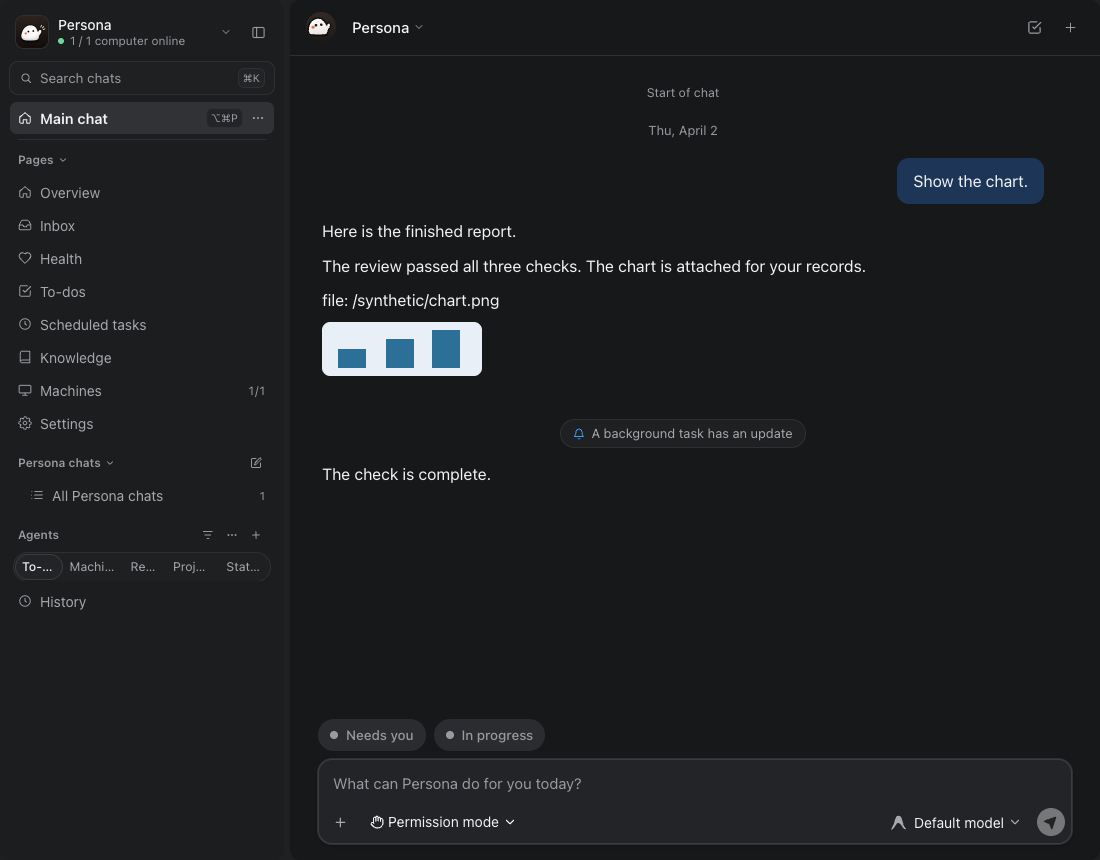 Persona
1 / 1 computer online
Search chats
⌘K
Main chat
⌥⌘P
Pages
Overview
Inbox
Health
To-dos
Scheduled tasks
Knowledge
Machines
1/1
Settings
Persona chats
All Persona chats
1
Agents
To-...
Machi...
Re...
Proj...
Stat...
History
Persona
Start of chat
Thu, April 2
Show the chart.
Here is the finished report.
The review passed all three checks. The chart is attached for your records.
file: /synthetic/chart.png
A background task has an update
The check is complete.
Needs you
In progress
What can Persona do for you today?
Permission mode
Default model